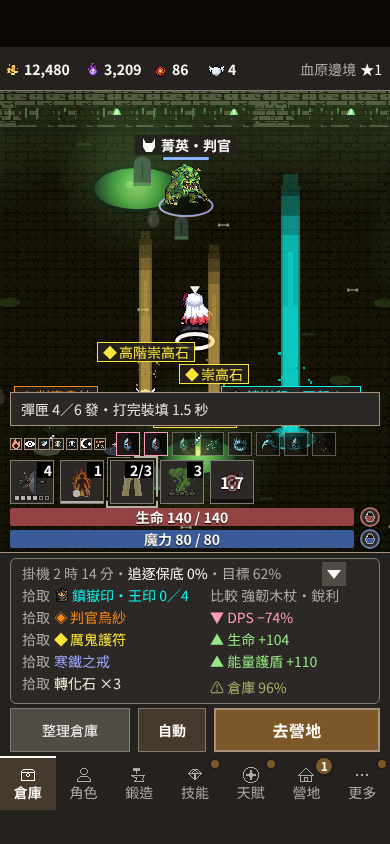 12,480 3,209 86 4 血原邊境 ★1
菁英・判官
◆高階崇高石
◆崇高石
彈匣 4／6 發・打完裝填 1.5 秒
4 1 2/3 3 17
生命 140 / 140
魔力 80 / 80
掛機 2 時 14 分・追逐保底 0%・目標 62%
拾取 鎮嶽印・王印 0／4
拾取 ◈判官烏紗
拾取 ◆厲鬼護符
拾取 寒鐵之戒
拾取 轉化石 ×3
比較 強韌木杖・銳利
▼ DPS −74%
▲ 生命 +104
▲ 能量護盾 +110
⚠ 倉庫 96%
整理倉庫 自動 去營地
倉庫 角色 鍛造 技能 天賦 營地 1 更多